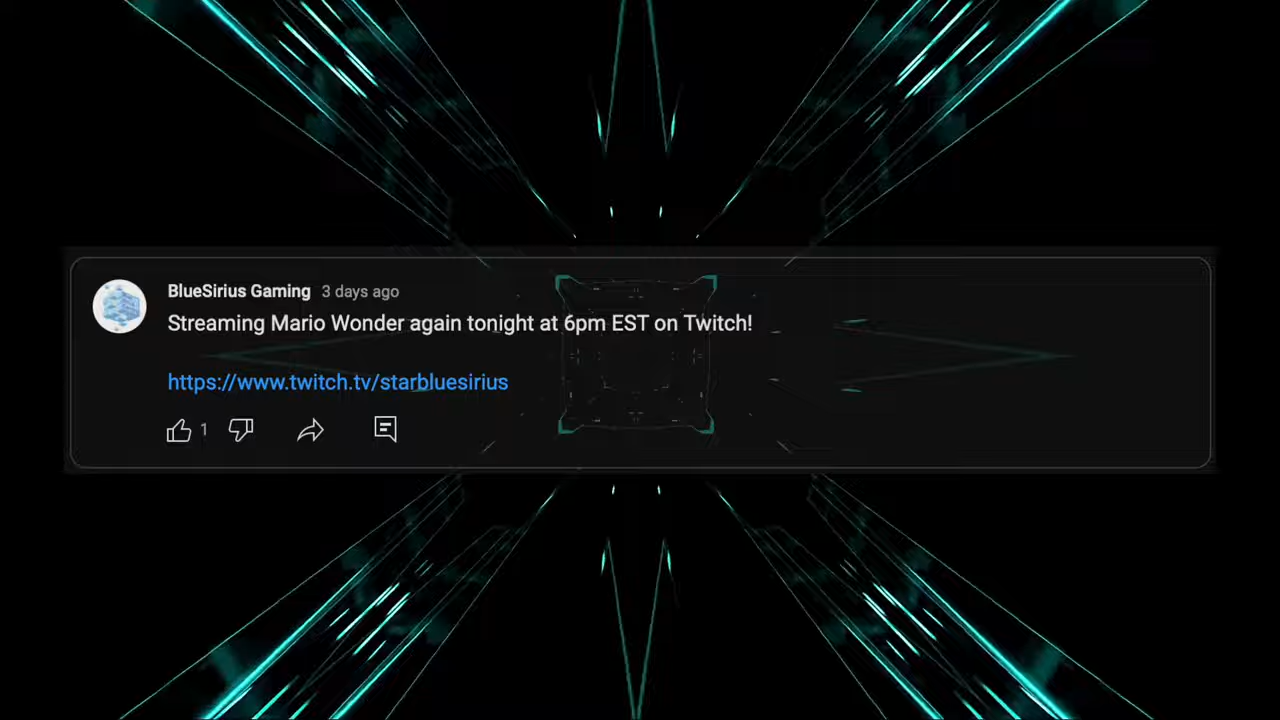 BlueSirius Gaming 3 days ago
Streaming Mario Wonder again tonight at 6pm EST on Twitch!
https://www.twitch.tv/starbluesirius
1